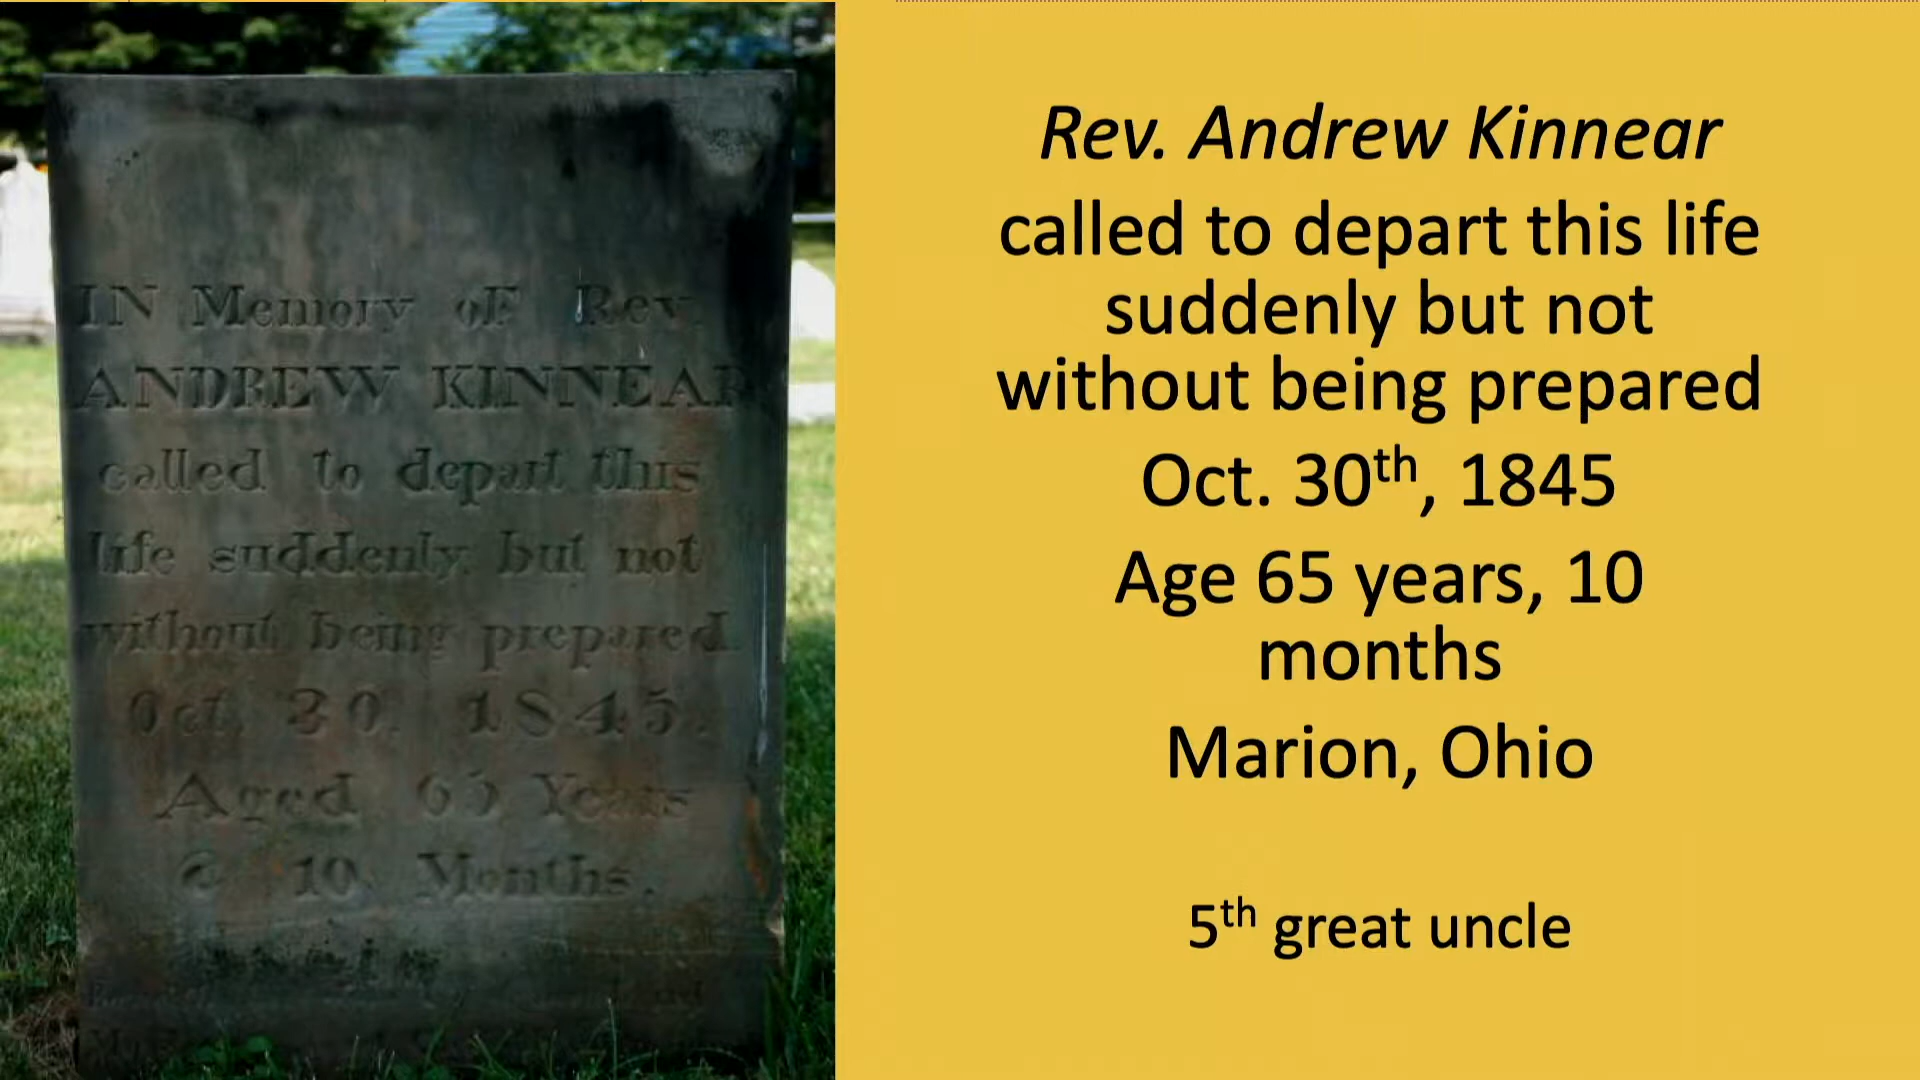 IN Memory oF Rev.
ANDREW KINNEAR
called to depart this
life suddenly but not
without being prepared
Oct. 30. 1845.
Aged 65 Years
& 10 Months.
Rev. Andrew Kinnear
called to depart this life
suddenly but not
without being prepared
Oct. 30th, 1845
Age 65 years, 10
months
Marion, Ohio
5th great uncle